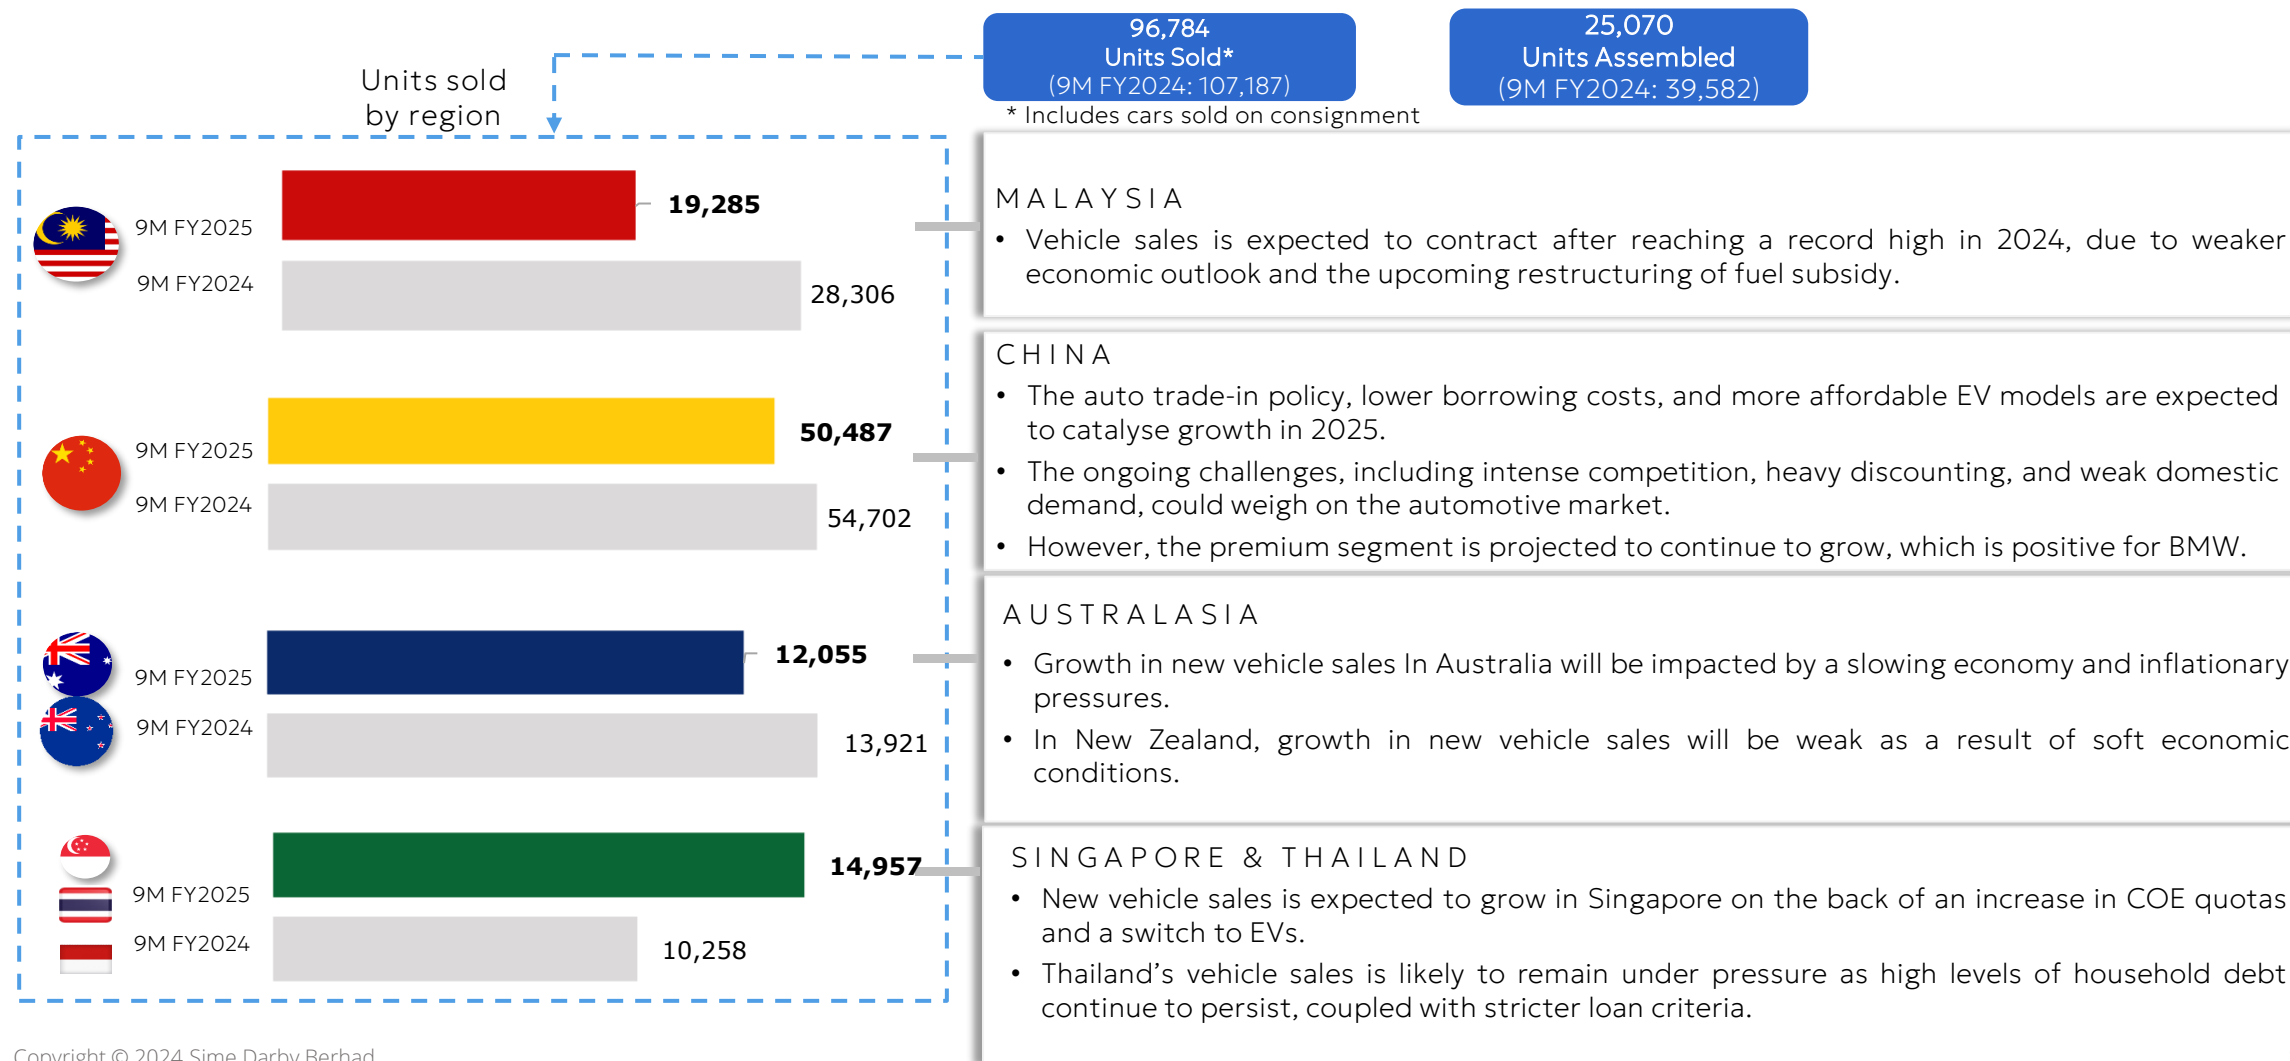 96,784
Units Sold*
(9M FY2024: 107,187)
25,070
Units Assembled
(9M FY2024: 39,582)
* Includes cars sold on consignment
Units sold
by region
9M FY2025
19,285
9M FY2024
28,306
9M FY2025
50,487
9M FY2024
54,702
9M FY2025
12,055
9M FY2024
13,921
9M FY2025
14,957
9M FY2024
10,258
MALAYSIA
• Vehicle sales is expected to contract after reaching a record high in 2024, due to weaker
economic outlook and the upcoming restructuring of fuel subsidy.
CHINA
• The auto trade-in policy, lower borrowing costs, and more affordable EV models are expected
to catalyse growth in 2025.
• The ongoing challenges, including intense competition, heavy discounting, and weak domestic
demand, could weigh on the automotive market.
• However, the premium segment is projected to continue to grow, which is positive for BMW.
AUSTRALASIA
• Growth in new vehicle sales In Australia will be impacted by a slowing economy and inflationary
pressures.
• In New Zealand, growth in new vehicle sales will be weak as a result of soft economic
conditions.
SINGAPORE & THAILAND
• New vehicle sales is expected to grow in Singapore on the back of an increase in COE quotas
and a switch to EVs.
• Thailand’s vehicle sales is likely to remain under pressure as high levels of household debt
continue to persist, coupled with stricter loan criteria.
Copyright © 2024 Sime Darby Berhad